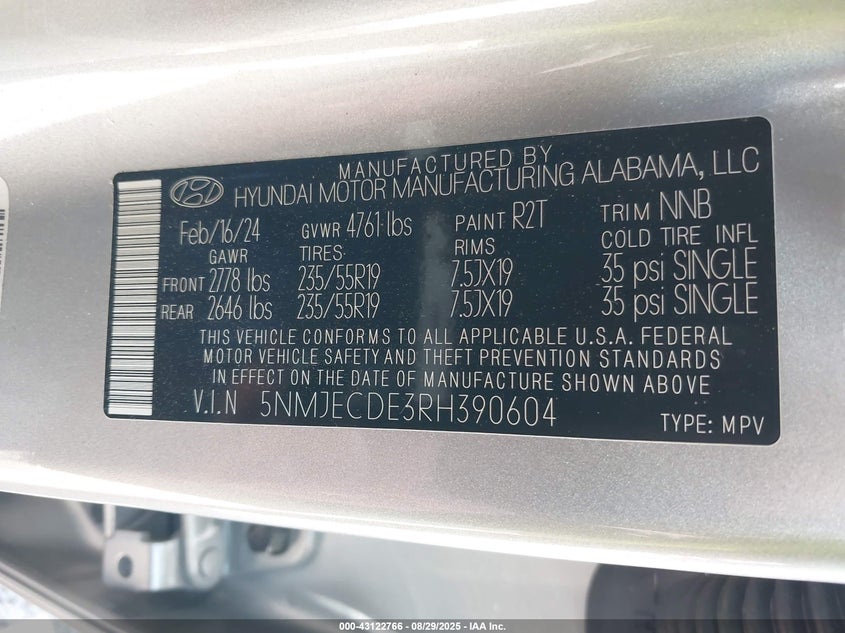 MANUFACTURED BY
HYUNDAI MOTOR MANUFACTURING ALABAMA, LLC
Feb/16/24 GVWR 4761 lbs PAINT R2T TRIM NNB
GAWR TIRES RIMS COLD TIRE INFL
FRONT 2778 lbs 235/55R19 7.5JX19 35 psi SINGLE
REAR 2646 lbs 235/55R19 7.5JX19 35 psi SINGLE
THIS VEHICLE CONFORMS TO ALL APPLICABLE U.S.A. FEDERAL
MOTOR VEHICLE SAFETY AND THEFT PREVENTION STANDARDS
IN EFFECT ON THE DATE OF MANUFACTURE SHOWN ABOVE
V.I.N 5NMJECDE3RH390604 TYPE: MPV
000-43122766 - 08/29/2025 - IAA Inc.